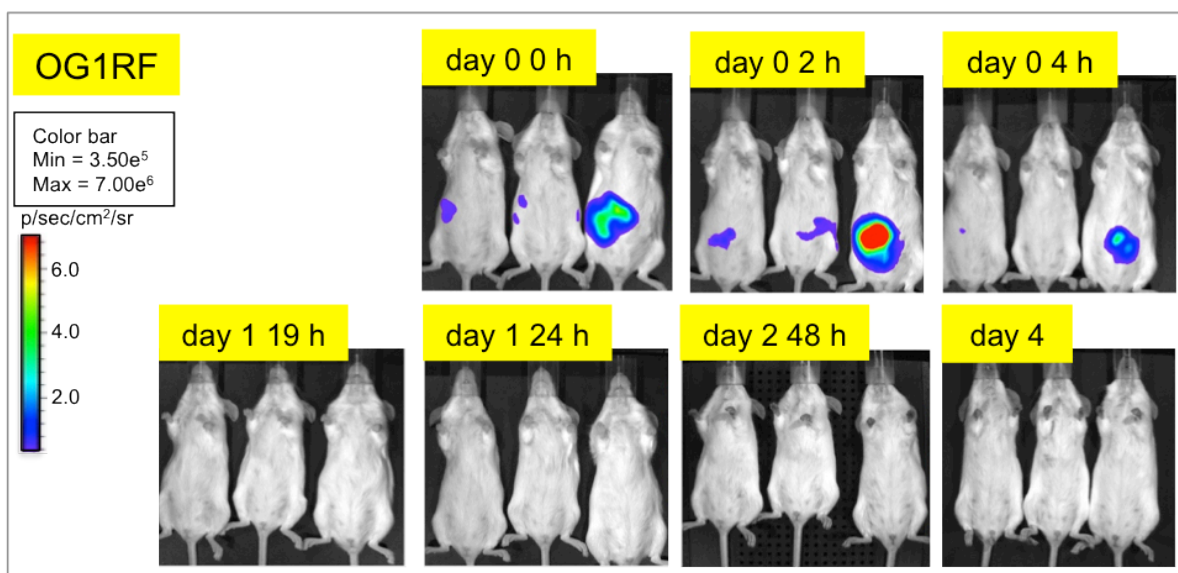 OG1RF
day 0 0 h
day 0 2 h
day 0 4 h
Color bar
Min = 3.50e⁵
Max = 7.00e⁶
p/sec/cm²/sr
6.0
4.0
2.0
day 1 19 h
day 1 24 h
day 2 48 h
day 4